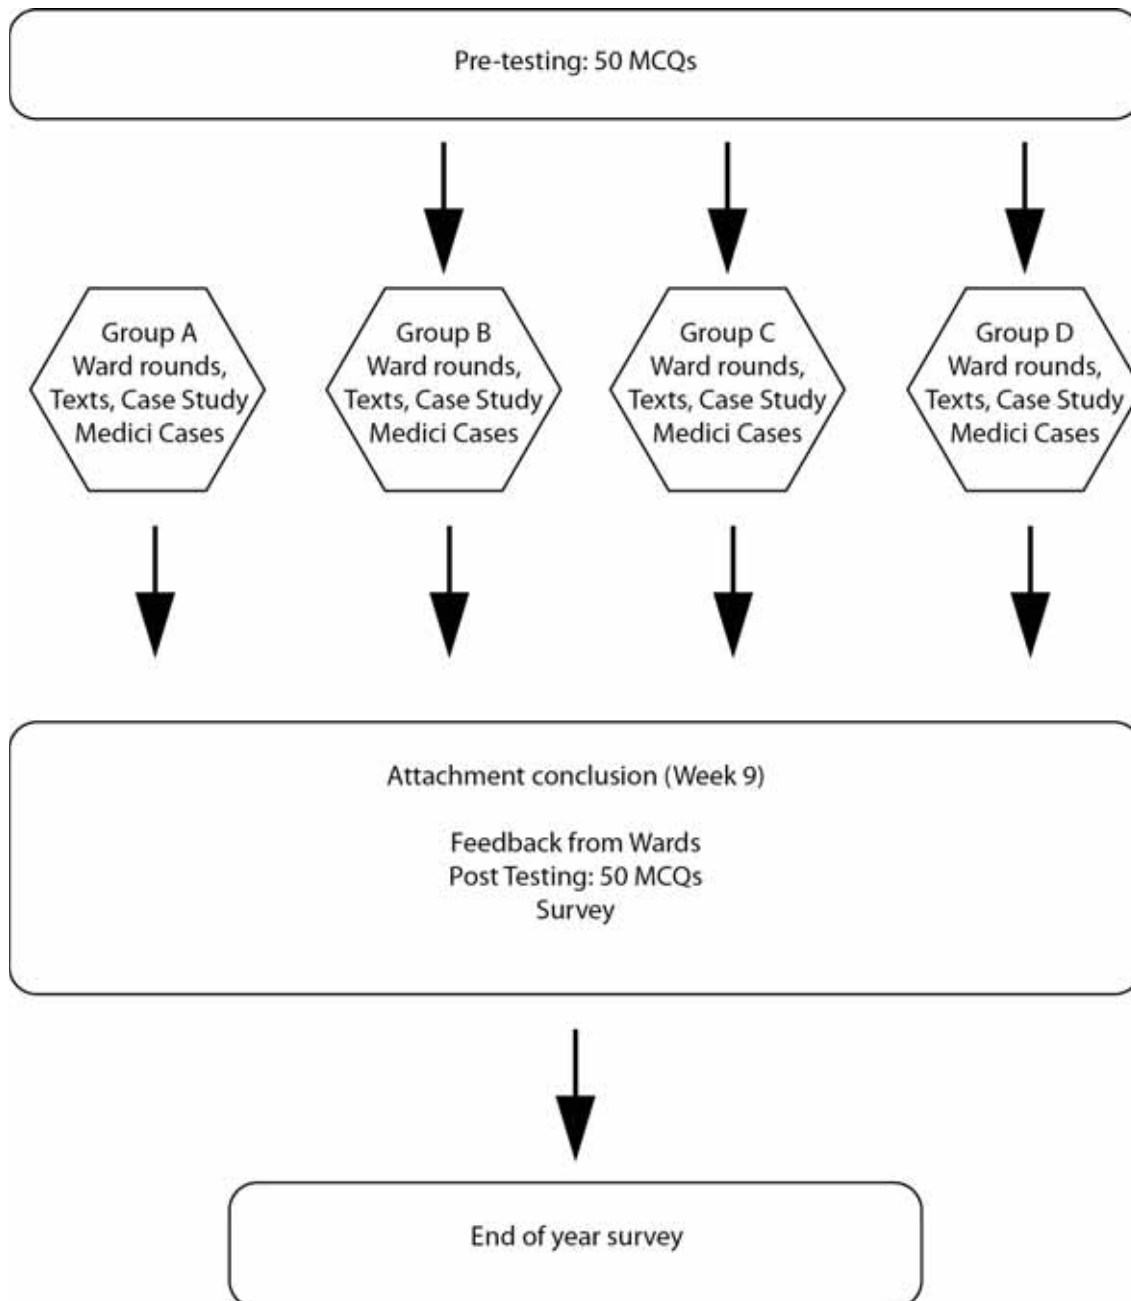 Pre-testing: 50 MCQs
Group A
Ward rounds,
Texts, Case Study
Medici Cases
Group B
Ward rounds,
Texts, Case Study
Medici Cases
Group C
Ward rounds,
Texts, Case Study
Medici Cases
Group D
Ward rounds,
Texts, Case Study
Medici Cases
Attachment conclusion (Week 9)
Feedback from Wards
Post Testing: 50 MCQs
Survey
End of year survey